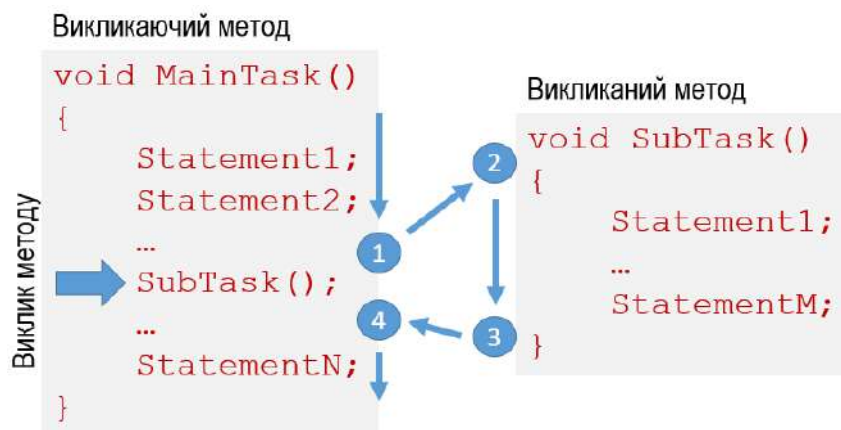 Викликаючий метод
void MainTask()
{
Statement1;
Statement2;
…
SubTask();
…
StatementN;
}
Виклик методу
1
2
3
4
Викликаний метод
void SubTask()
{
Statement1;
…
StatementM;
}